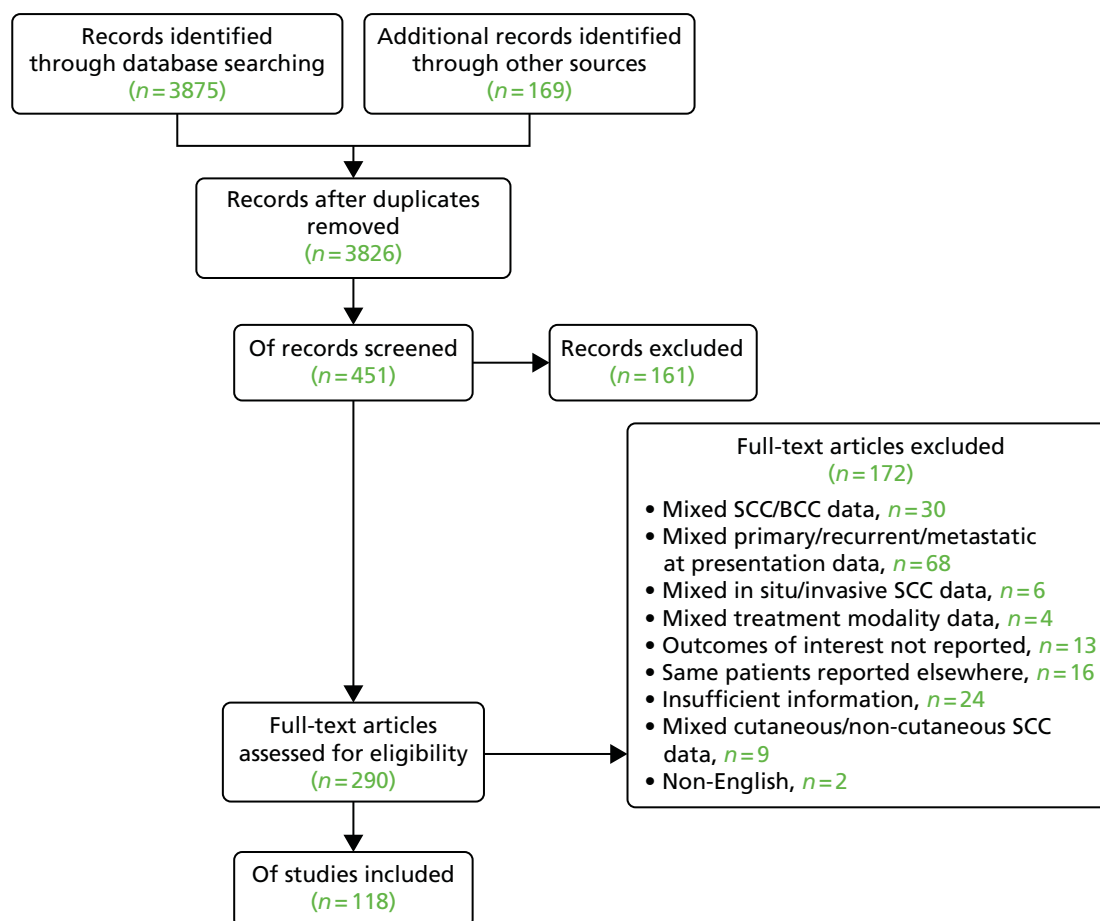 Records identified
through database searching
(n = 3875)
Additional records identified
through other sources
(n = 169)
Records after duplicates
removed
(n = 3826)
Of records screened
(n = 451)
Records excluded
(n = 161)
Full-text articles excluded
(n = 172)
• Mixed SCC/BCC data, n = 30
• Mixed primary/recurrent/metastatic
at presentation data, n = 68
• Mixed in situ/invasive SCC data, n = 6
• Mixed treatment modality data, n = 4
• Outcomes of interest not reported, n = 13
• Same patients reported elsewhere, n = 16
• Insufficient information, n = 24
• Mixed cutaneous/non-cutaneous SCC
data, n = 9
• Non-English, n = 2
Full-text articles
assessed for eligibility
(n = 290)
Of studies included
(n = 118)